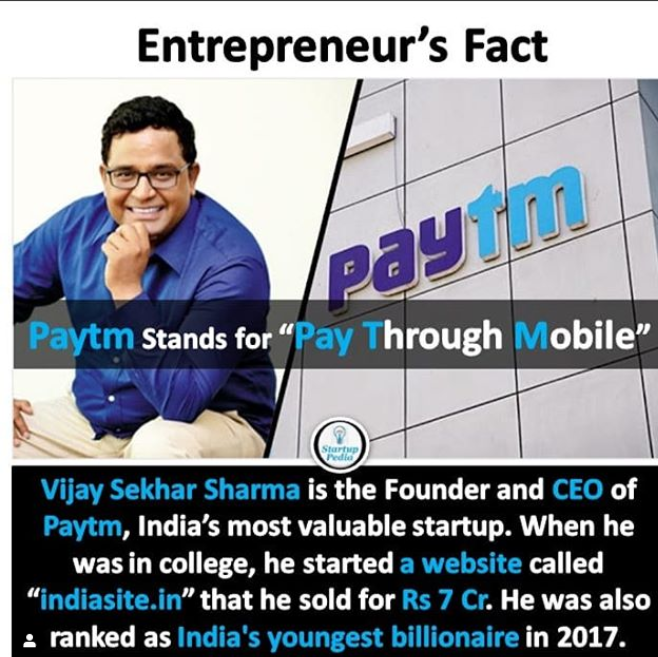 Entrepreneur's Fact
paytm
Paytm Stands for “Pay Through Mobile”
Startup
Pedia
Vijay Sekhar Sharma is the Founder and CEO of
Paytm, India's most valuable startup. When he
was in college, he started a website called
“indiasite.in” that he sold for Rs 7 Cr. He was also
ranked as India's youngest billionaire in 2017.